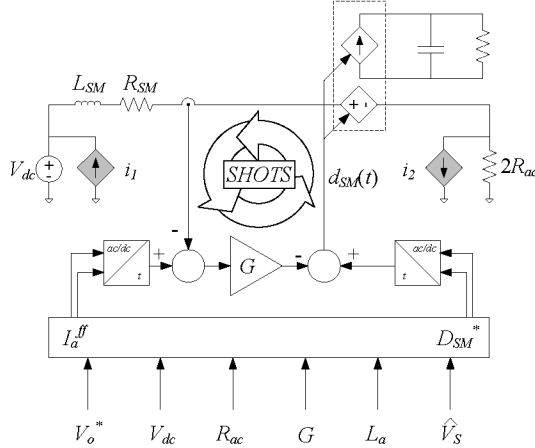 L_SM R_SM
+ -
V_dc
+
-
i_1
SHOTS
d_SM(t)
i_2
2R_ac
-
ac/dc
t
+
G
-
+
ac/dc
t
I_a^ff
D_SM^*
V_o^* V_dc R_ac G L_a V̂_S